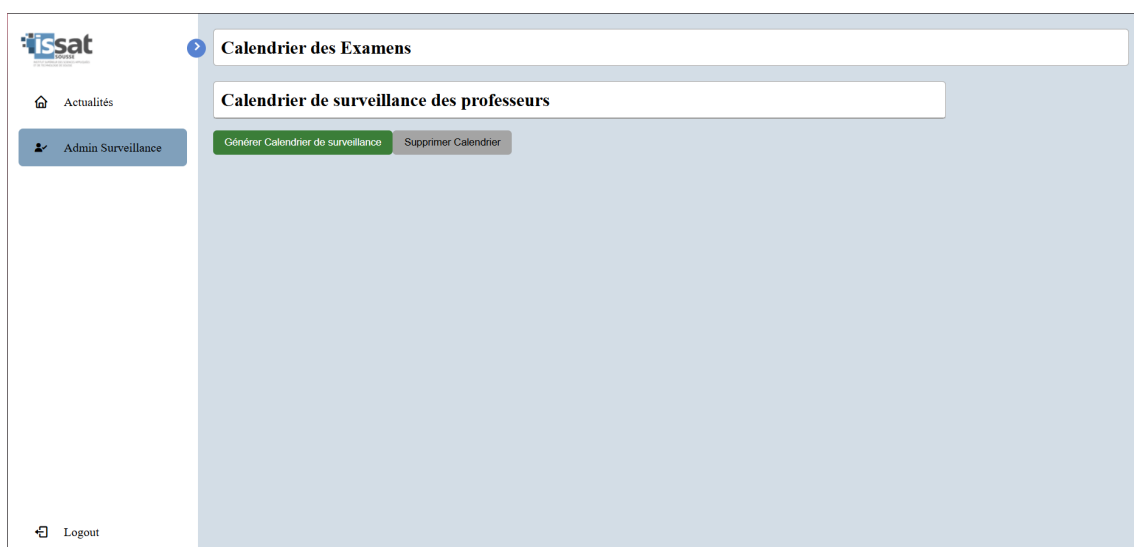 issat
SOUSSE
Calendrier des Examens
Actualités
Calendrier de surveillance des professeurs
Admin Surveillance
Générer Calendrier de surveillance
Supprimer Calendrier
Logout